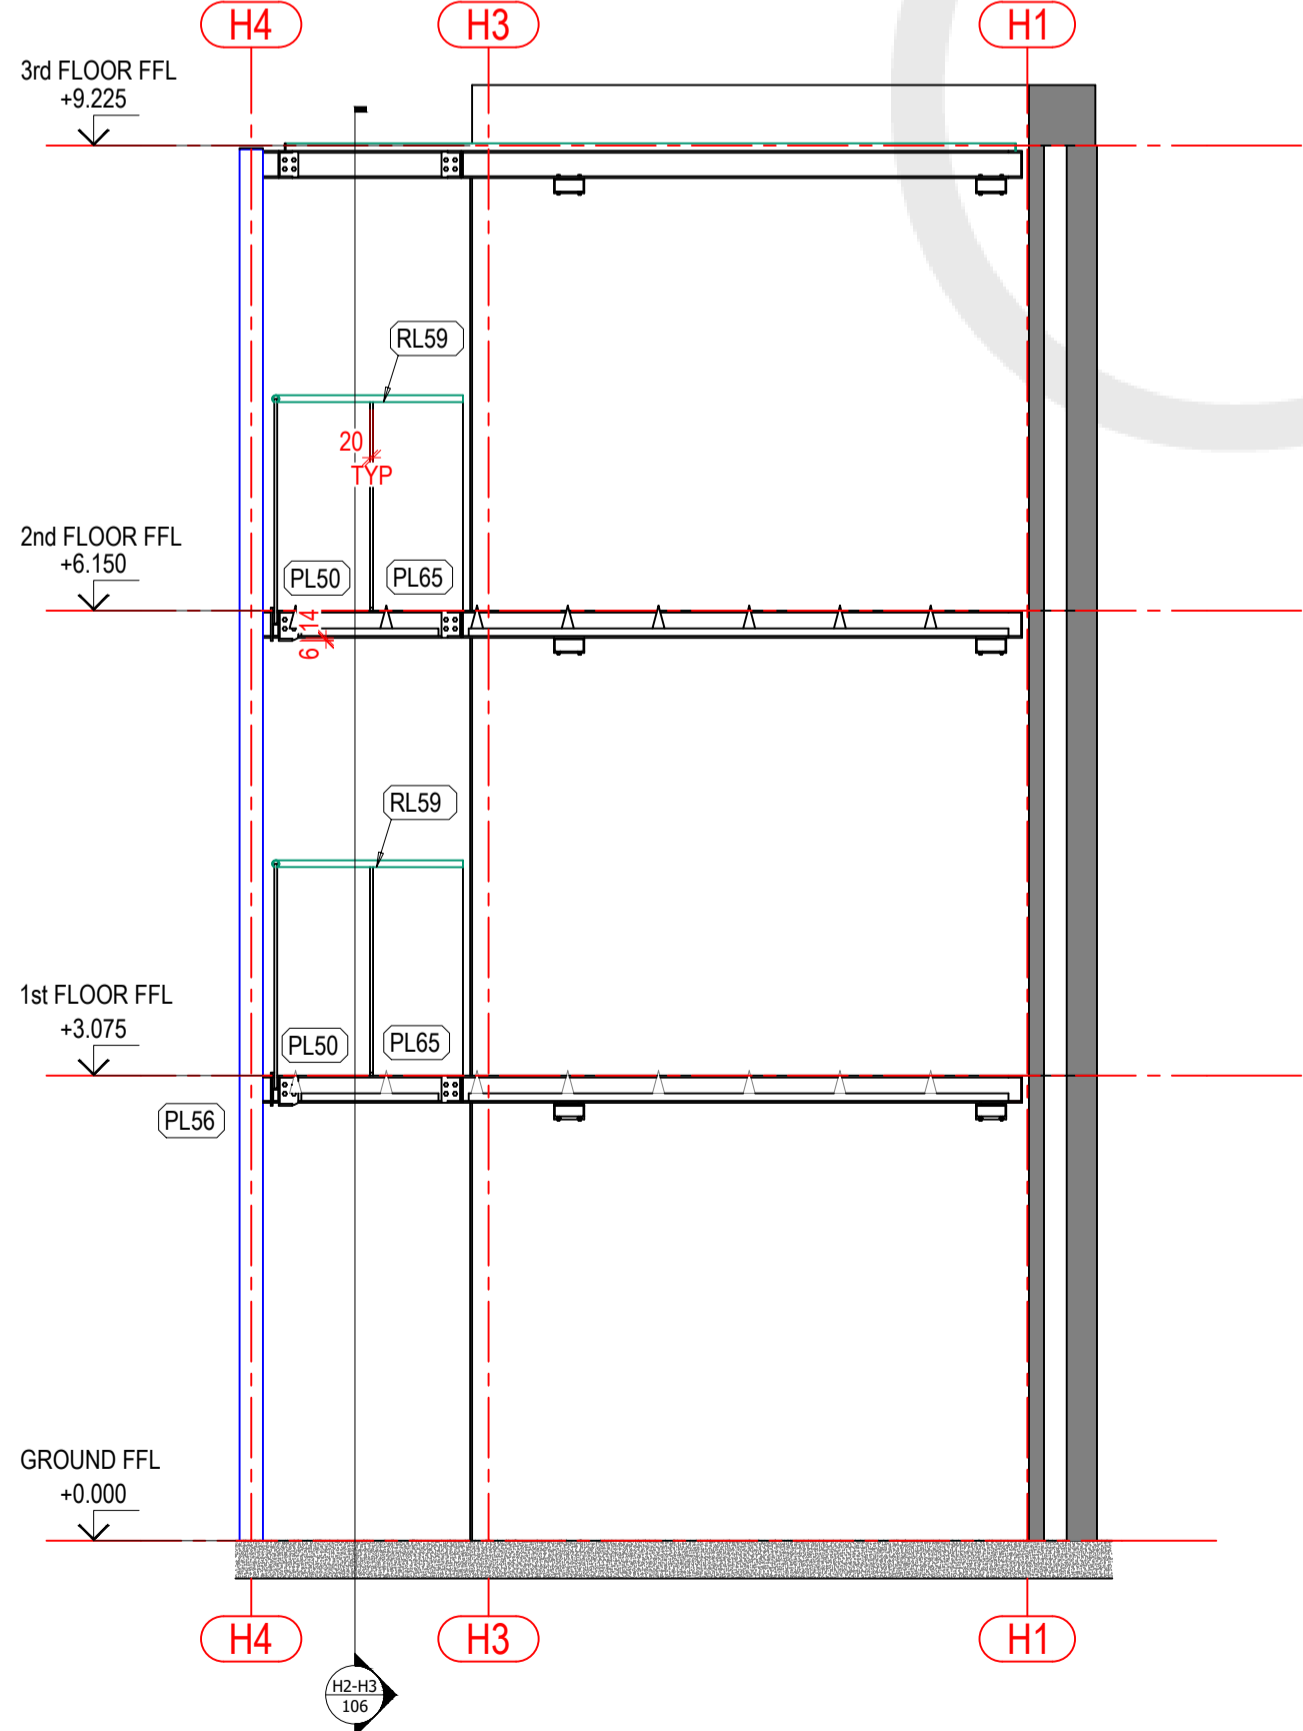 H4
H3
H1
3rd FLOOR FFL
+9.225
RL59
20
TYP
2nd FLOOR FFL
+6.150
PL50
PL65
14
6
RL59
1st FLOOR FFL
+3.075
PL50
PL65
PL56
GROUND FFL
+0.000
H4
H3
H1
H2-H3
106